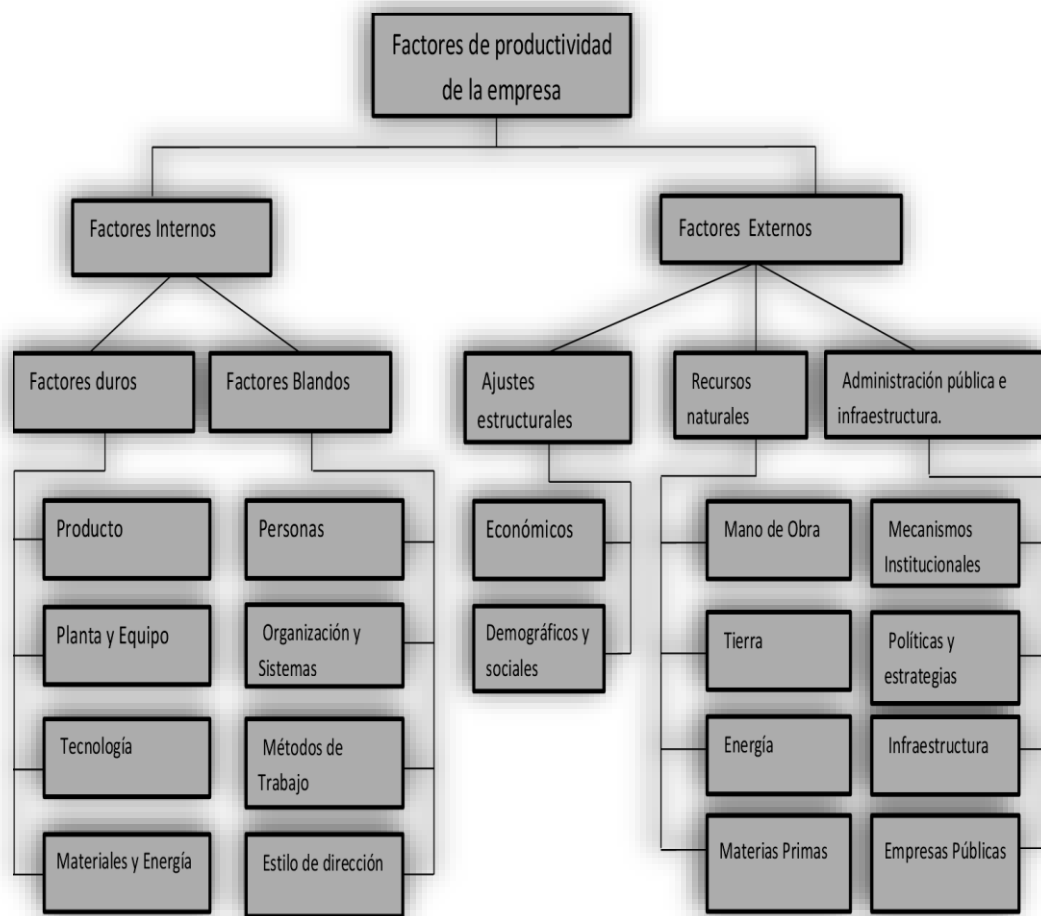 Factores de productividad
de la empresa
Factores Internos
Factores Externos
Factores duros
Factores Blandos
Ajustes
estructurales
Recursos
naturales
Administración pública e
infraestructura.
Producto
Personas
Económicos
Mano de Obra
Mecanismos
Institucionales
Planta y Equipo
Organización y
Sistemas
Demográficos y
sociales
Tierra
Políticas y
estrategias
Tecnología
Métodos de
Trabajo
Energía
Infraestructura
Materiales y Energía
Estilo de dirección
Materias Primas
Empresas Públicas